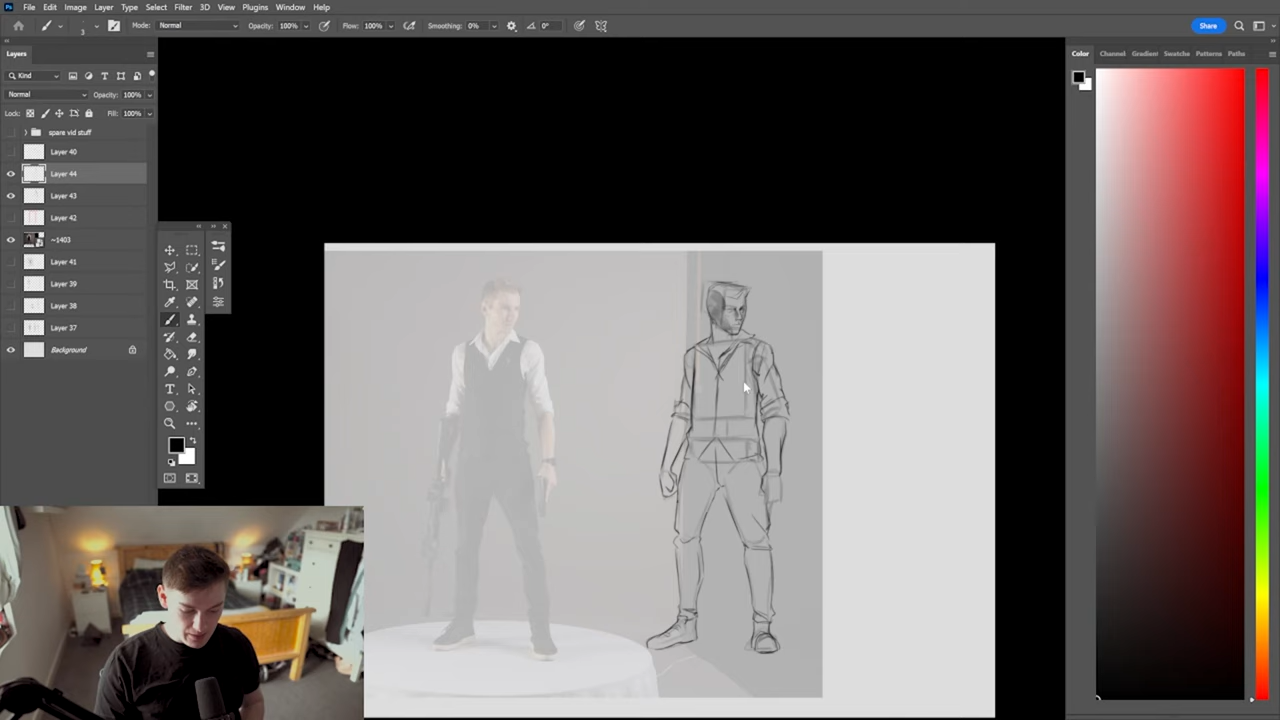 Ps File Edit Image Layer Type Select Filter 3D View Plugins Window Help
3 Mode: Normal Opacity: 100% Flow: 100% Smoothing: 0% 0° Share
Layers
Kind
Normal Opacity: 100%
Lock: Fill: 100%
spare vid stuff
Layer 40
Layer 44
Layer 43
Layer 42
~1403
Layer 41
Layer 39
Layer 38
Layer 37
Background
Color Channel Gradient Swatche Patterns Paths